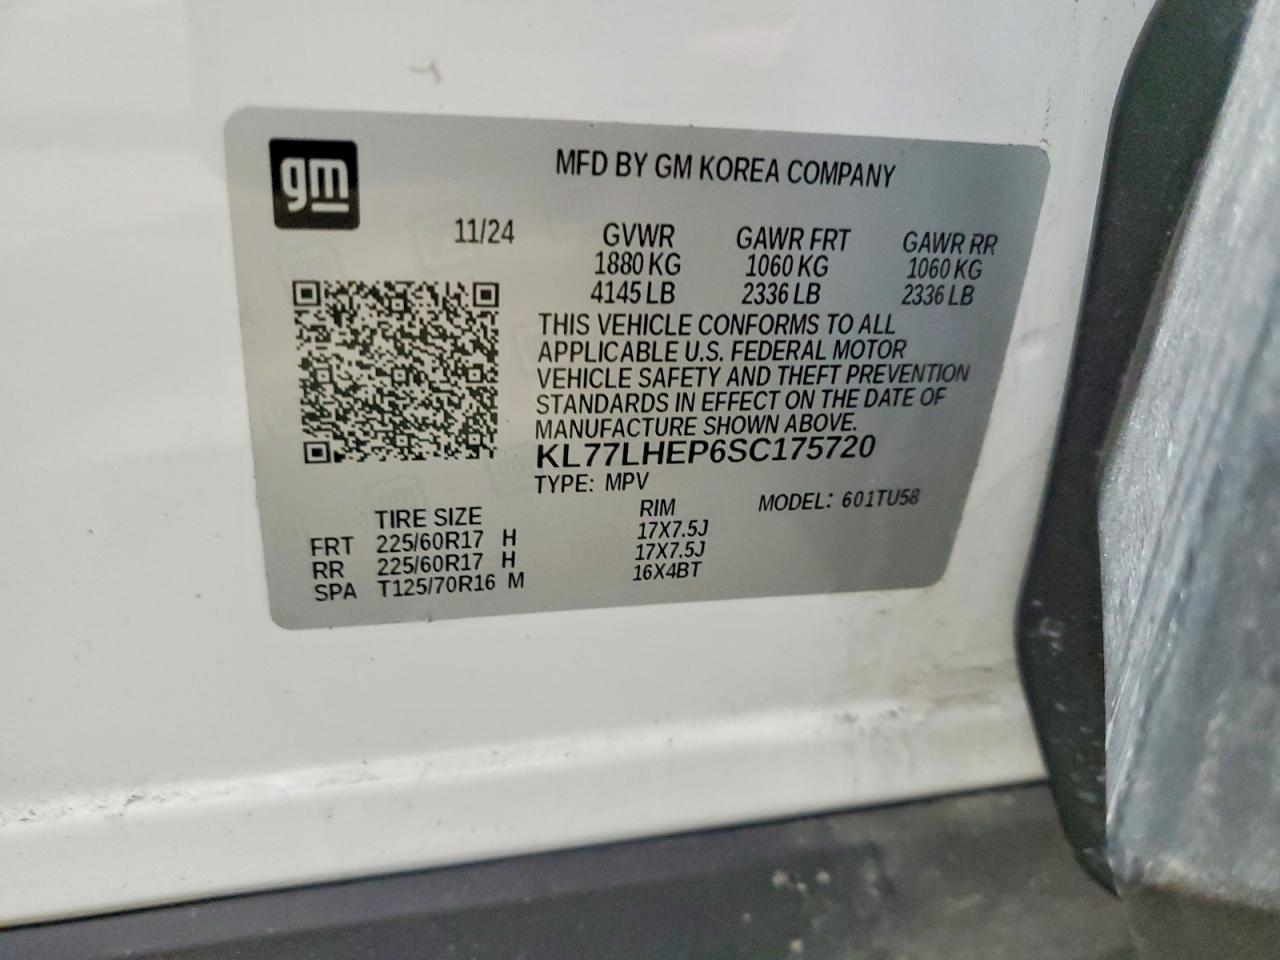 gm
MFD BY GM KOREA COMPANY
11/24 GVWR GAWR FRT GAWR RR
1880 KG 1060 KG 1060 KG
4145 LB 2336 LB 2336 LB
THIS VEHICLE CONFORMS TO ALL
APPLICABLE U.S. FEDERAL MOTOR
VEHICLE SAFETY AND THEFT PREVENTION
STANDARDS IN EFFECT ON THE DATE OF
MANUFACTURE SHOWN ABOVE.
KL77LHEP6SC175720
TYPE: MPV MODEL: 601TU58
TIRE SIZE RIM
FRT 225/60R17 H 17X7.5J
RR 225/60R17 H 17X7.5J
SPA T125/70R16 M 16X4BT